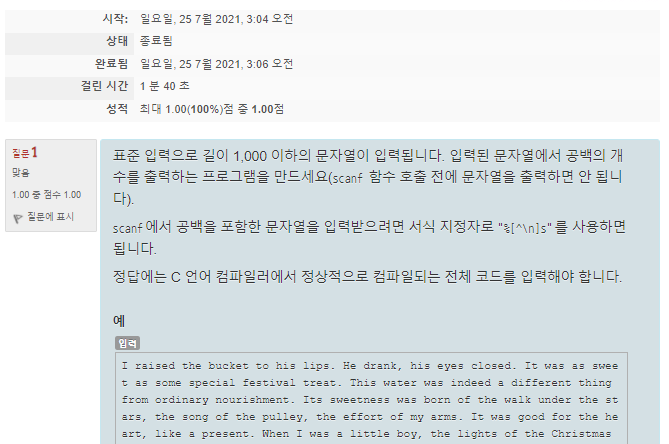 시작: 일요일, 25 7월 2021, 3:04 오전
상태 종료됨
완료됨 일요일, 25 7월 2021, 3:06 오전
걸린 시간 1 분 40 초
성적 최대 1.00(100%)점 중 1.00점
질문 1
맞음
1.00 중 점수 1.00
질문에 표시
표준 입력으로 길이 1,000 이하의 문자열이 입력됩니다. 입력된 문자열에서 공백의 개
수를 출력하는 프로그램을 만드세요(scanf 함수 호출 전에 문자열을 출력하면 안 됩니
다).
scanf에서 공백을 포함한 문자열을 입력받으려면 서식 지정자로 "%[^\n]s"를 사용하면
됩니다.
정답에는 C 언어 컴파일러에서 정상적으로 컴파일되는 전체 코드를 입력해야 합니다.
예
입력
I raised the bucket to his lips. He drank, his eyes closed. It was as swee
t as some special festival treat. This water was indeed a different thing
from ordinary nourishment. Its sweetness was born of the walk under the st
ars, the song of the pulley, the effort of my arms. It was good for the he
art, like a present. When I was a little boy, the lights of the Christmas